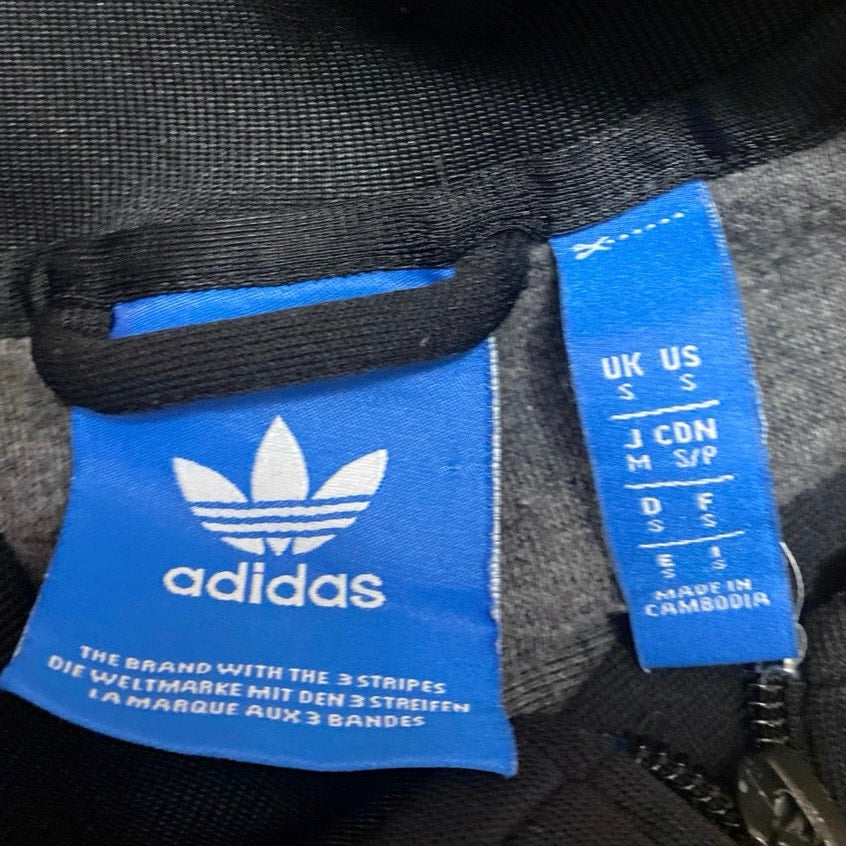 adidas
THE BRAND WITH THE 3 STRIPES
DIE WELTMARKE MIT DEN 3 STREIFEN
LA MARQUE AUX 3 BANDES
UK US
S S
J CDN
M S/P
D F
S S
E I
S S
MADE IN
CAMBODIA